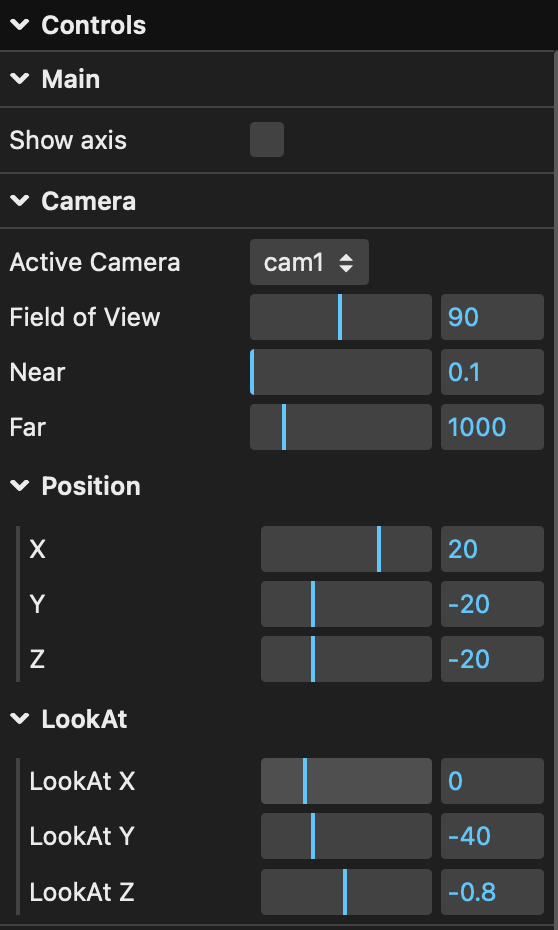 Controls
Main
Show axis
Camera
Active Camera cam1
Field of View 90
Near 0.1
Far 1000
Position
X 20
Y -20
Z -20
LookAt
LookAt X 0
LookAt Y -40
LookAt Z -0.8